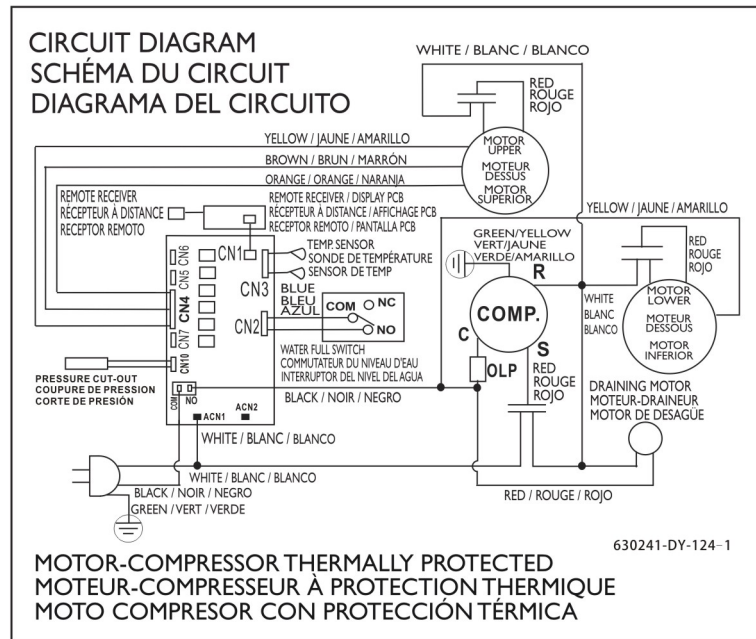 CIRCUIT DIAGRAM
SCHÉMA DU CIRCUIT
DIAGRAMA DEL CIRCUITO
WHITE / BLANC / BLANCO
RED
ROUGE
ROJO
MOTOR
UPPER
MOTEUR
DESSUS
MOTOR
SUPERIOR
YELLOW / JAUNE / AMARILLO
BROWN / BRUN / MARRÓN
ORANGE / ORANGE / NARANJA
REMOTE RECEIVER
RÉCEPTEUR À DISTANCE
RECEPTOR REMOTO
REMOTE RECEIVER / DISPLAY PCB
RÉCEPTEUR À DISTANCE / AFFICHAGE PCB
RECEPTOR REMOTO / PANTALLA PCB
YELLOW / JAUNE / AMARILLO
GREEN/YELLOW
VERT/JAUNE
VERDE/AMARILLO
CN6
CN5
CN4
CN7
CN10
CN1
CN3
CN2
TEMP. SENSOR
SONDE DE TEMPÉRATURE
SENSOR DE TEMP
BLUE
BLEU
AZUL
COM
NC
NO
WATER FULL SWITCH
COMMUTATEUR DU NIVEAU D'EAU
INTERRUPTOR DEL NIVEL DEL AGUA
R
COMP.
C
S
OLP
RED
ROUGE
ROJO
RED
ROUGE
ROJO
WHITE
BLANC
BLANCO
MOTOR
LOWER
MOTEUR
DESSOUS
MOTOR
INFERIOR
PRESSURE CUT-OUT
COUPURE DE PRESSION
CORTE DE PRESIÓN
COM
NO
ACN1
ACN2
BLACK / NOIR / NEGRO
DRAINING MOTOR
MOTEUR-DRAINEUR
MOTOR DE DESAGÜE
WHITE / BLANC / BLANCO
WHITE / BLANC / BLANCO
BLACK / NOIR / NEGRO
GREEN / VERT / VERDE
RED / ROUGE / ROJO
630241-DY-124-1
MOTOR-COMPRESSOR THERMALLY PROTECTED
MOTEUR-COMPRESSEUR À PROTECTION THERMIQUE
MOTO COMPRESOR CON PROTECCIÓN TÉRMICA